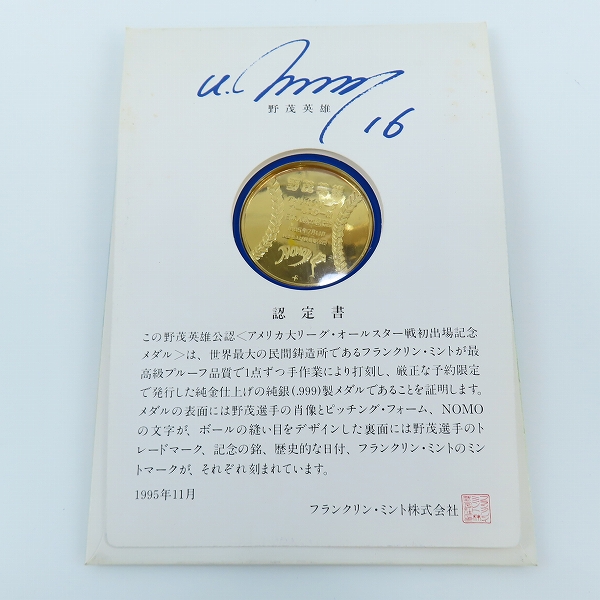 16
野茂英雄
認定書
この野茂英雄公認<アメリカ大リーグ・オールスター戦初出場記念
メダル>は、世界最大の民間鋳造所であるフランクリン・ミントが最
高級プルーフ品質で1点ずつ手作業により打刻し、厳正な予約限定
で発行した純金仕上げの純銀(.999)製メダルであることを証明します。
メダルの表面には野茂選手の肖像とピッチング・フォーム、NOMO
の文字が、ボールの縫い目をデザインした裏面には野茂選手のト
レードマーク、記念の銘、歴史的な日付、フランクリン・ミントのミン
トマークが、それぞれ刻まれています。
1995年11月
フランクリン・ミント株式会社